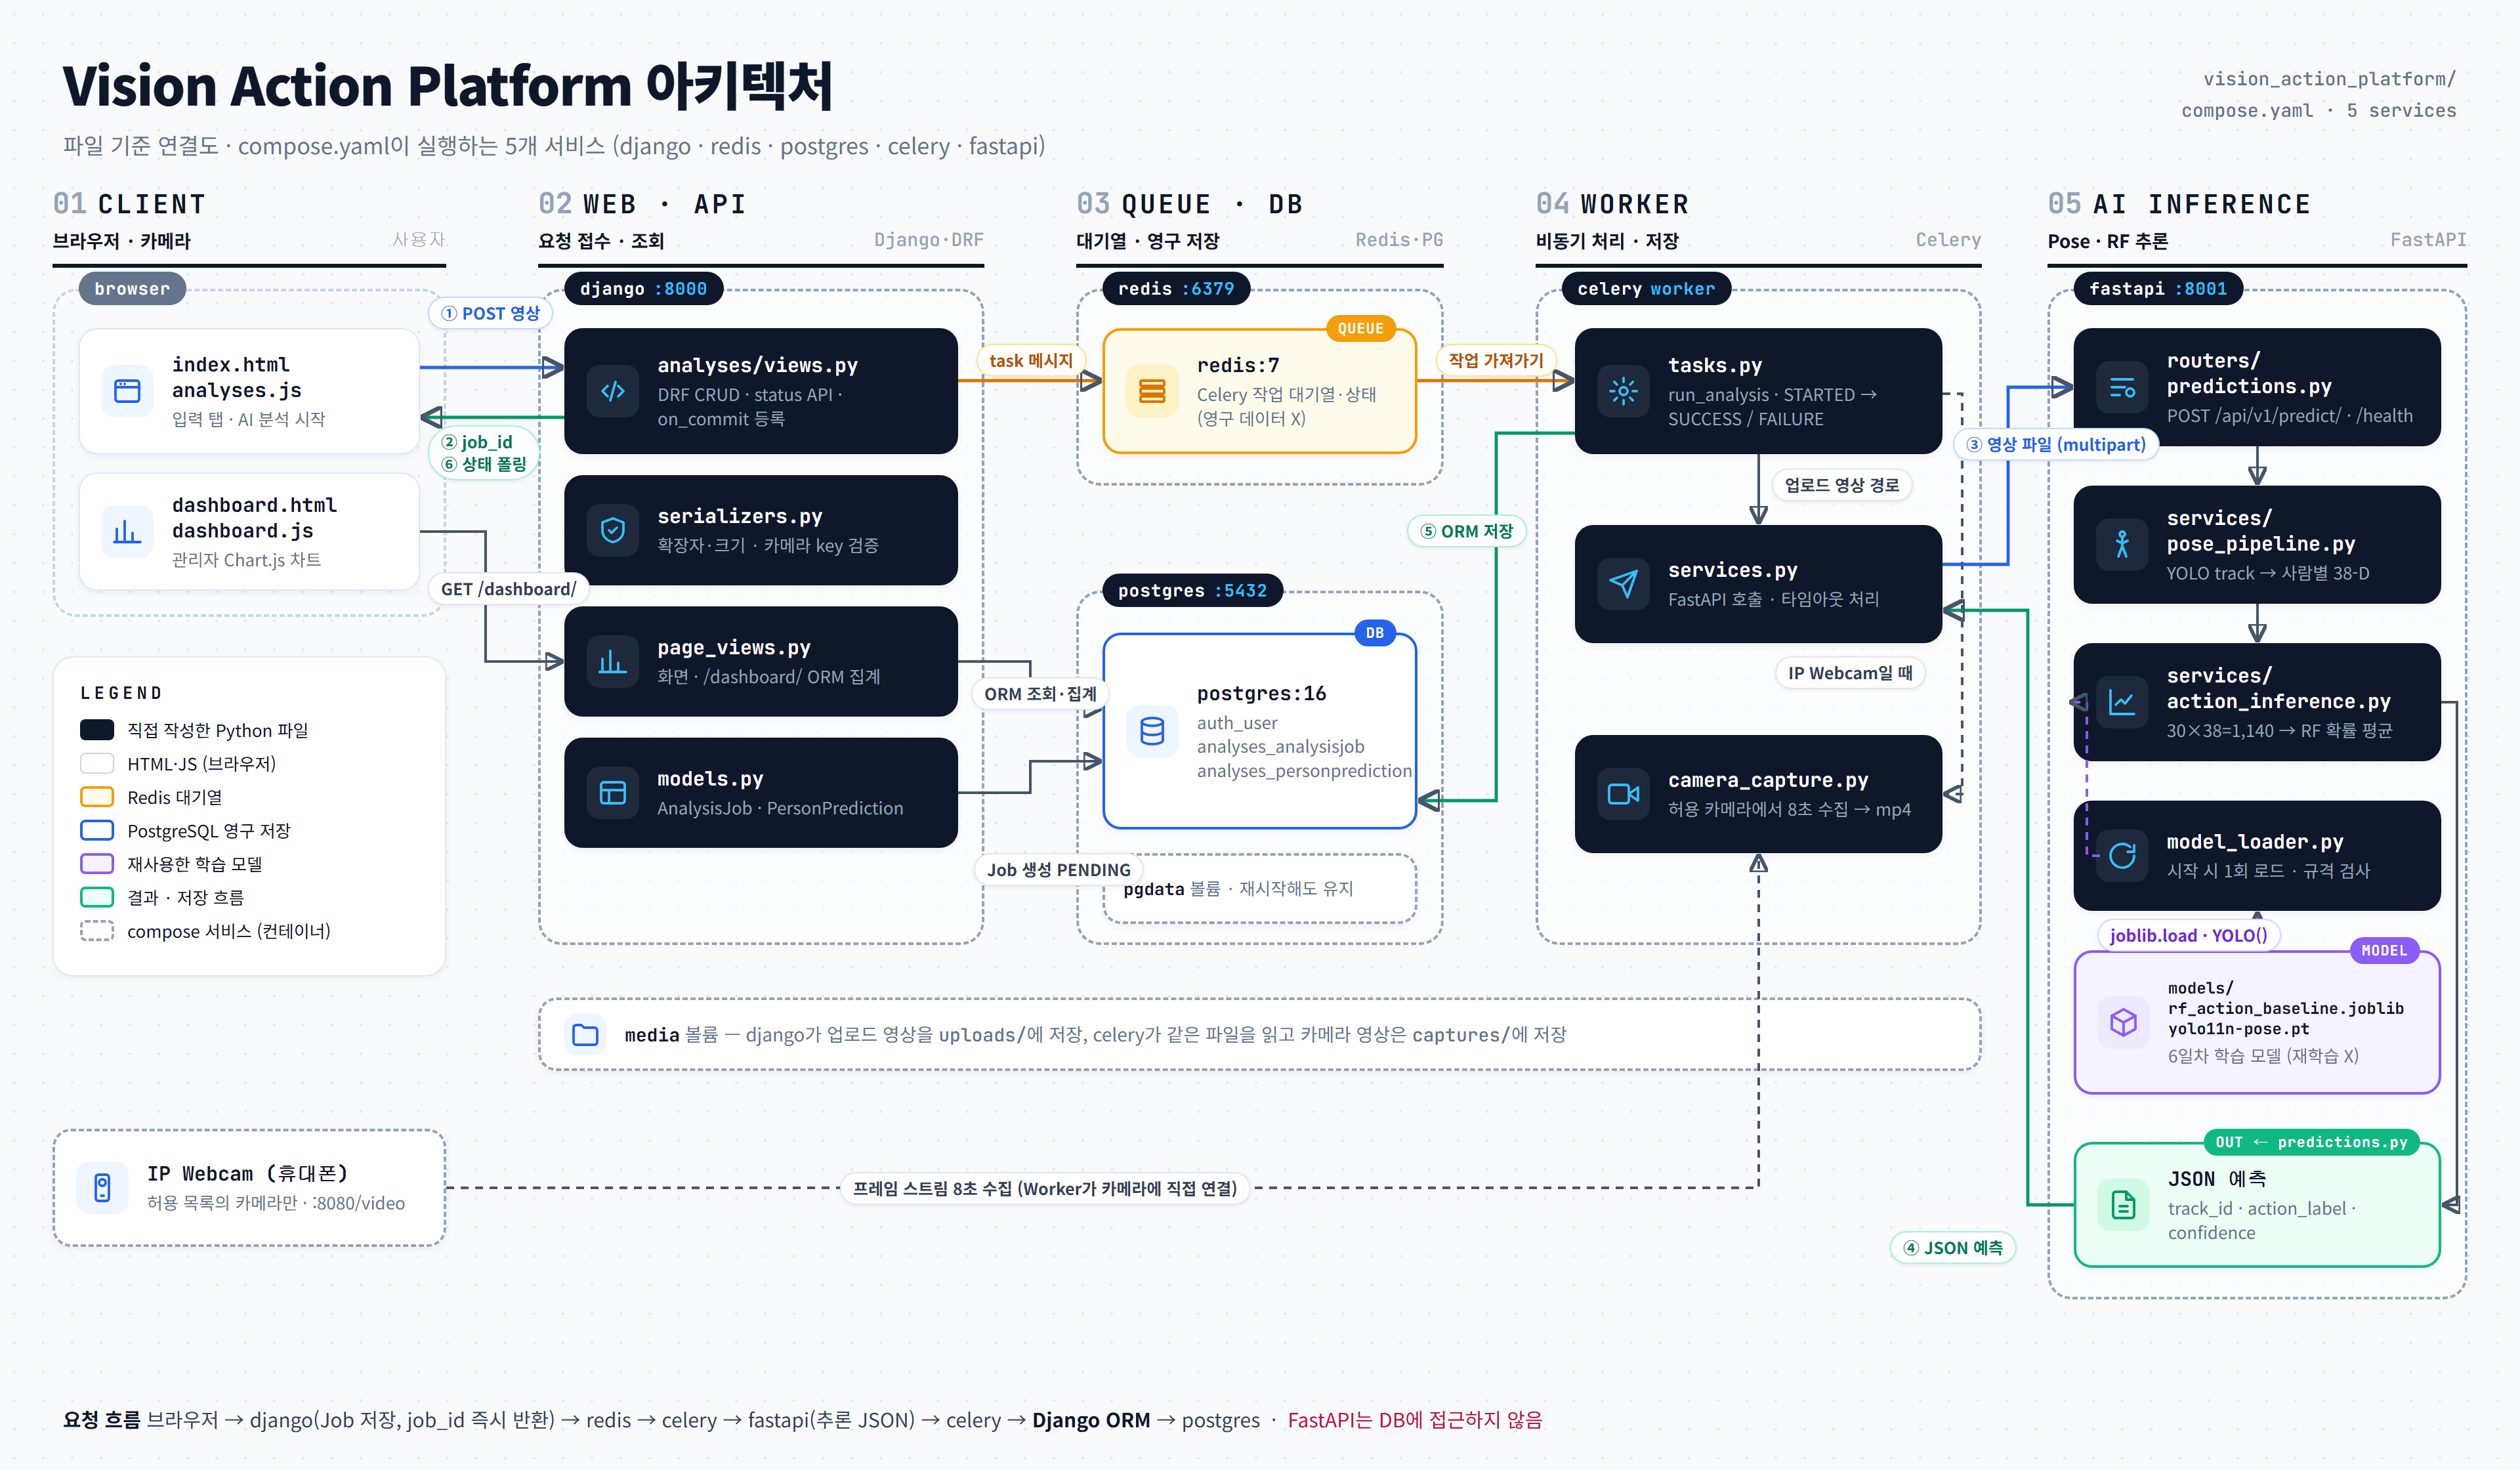 Vision Action Platform 아키텍처
파일 기준 연결도 · compose.yaml이 실행하는 5개 서비스 (django · redis · postgres · celery · fastapi)
vision_action_platform/
compose.yaml · 5 services
01 CLIENT
브라우저 · 카메라
사용자
browser
index.html
analyses.js
입력 탭 · AI 분석 시작
dashboard.html
dashboard.js
관리자 Chart.js 차트
① POST 영상
② job_id
⑥ 상태 폴링
GET /dashboard/
LEGEND
직접 작성한 Python 파일
HTML·JS (브라우저)
Redis 대기열
PostgreSQL 영구 저장
재사용한 학습 모델
결과 · 저장 흐름
compose 서비스 (컨테이너)
IP Webcam (휴대폰)
허용 목록의 카메라만 · :8080/video
02 WEB · API
요청 접수 · 조회
Django·DRF
django :8000
analyses/views.py
DRF CRUD · status API ·
on_commit 등록
serializers.py
확장자·크기 · 카메라 key 검증
page_views.py
화면 · /dashboard/ ORM 집계
models.py
AnalysisJob · PersonPrediction
task 메시지
ORM 조회·집계
Job 생성 PENDING
03 QUEUE · DB
대기열 · 영구 저장
Redis·PG
redis :6379
QUEUE
redis:7
Celery 작업 대기열·상태
(영구 데이터 X)
postgres :5432
DB
postgres:16
auth_user
analyses_analysisjob
analyses_personprediction
pgdata 볼륨 · 재시작해도 유지
작업 가져가기
⑤ ORM 저장
04 WORKER
비동기 처리 · 저장
Celery
celery worker
tasks.py
run_analysis · STARTED →
SUCCESS / FAILURE
업로드 영상 경로
services.py
FastAPI 호출 · 타임아웃 처리
IP Webcam일 때
camera_capture.py
허용 카메라에서 8초 수집 → mp4
media 볼륨 — django가 업로드 영상을 uploads/에 저장, celery가 같은 파일을 읽고 카메라 영상은 captures/에 저장
프레임 스트림 8초 수집 (Worker가 카메라에 직접 연결)
③ 영상 파일 (multipart)
④ JSON 예측
05 AI INFERENCE
Pose · RF 추론
FastAPI
fastapi :8001
routers/
predictions.py
POST /api/v1/predict/ · /health
services/
pose_pipeline.py
YOLO track → 사람별 38-D
services/
action_inference.py
30×38=1,140 → RF 확률 평균
model_loader.py
시작 시 1회 로드 · 규격 검사
joblib.load · YOLO()
MODEL
models/
rf_action_baseline.joblib
yolo11n-pose.pt
6일차 학습 모델 (재학습 X)
OUT ← predictions.py
JSON 예측
track_id · action_label ·
confidence
요청 흐름 브라우저 → django(Job 저장, job_id 즉시 반환) → redis → celery → fastapi(추론 JSON) → celery → Django ORM → postgres · FastAPI는 DB에 접근하지 않음